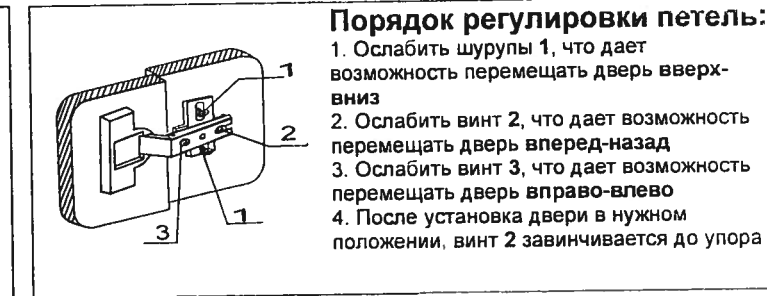 Порядок регулировки петель:
1. Ослабить шурупы 1, что дает
возможность перемещать дверь вверх-
вниз
2. Ослабить винт 2, что дает возможность
перемещать дверь вперед-назад
3. Ослабить винт 3, что дает возможность
перемещать дверь вправо-влево
4. После установка двери в нужном
положении, винт 2 завинчивается до упора
1
2
3
1